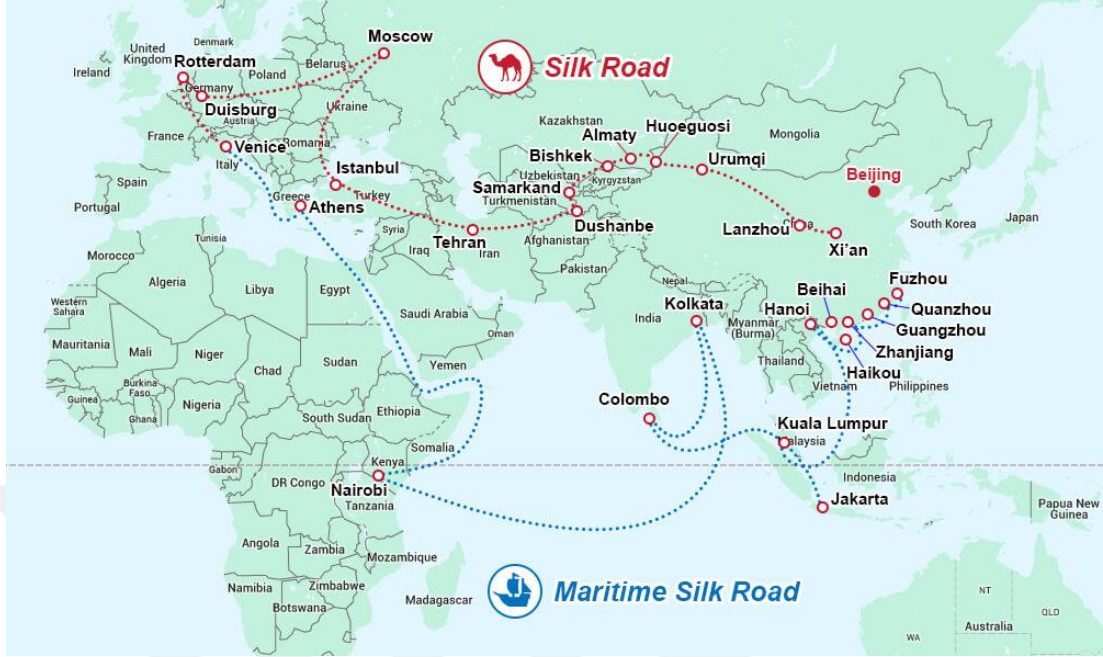 Moscow
United
Kingdom
Denmark
Silk Road
Rotterdam
Ireland
Poland
Belarus
Germany
Duisburg
Ukraine
Austria
Kazakhstan
Almaty
Huoeguosi
Mongolia
France
Venice
Romania
Bishkek
Urumqi
Italy
Istanbul
Uzbekistan
Kyrgyzstan
Beijing
Spain
Samarkand
Greece
Turkey
Turkmenistan
Portugal
Athens
Japan
Dushanbe
Lanzhou
China
South Korea
Syria
Tehran
Tunisia
Iraq
Iran
Afghanistan
Xi'an
Morocco
Pakistan
Algeria
Libya
Egypt
Nepal
Beihai
Fuzhou
Western
Sahara
Saudi Arabia
Kolkata
Hanoi
Quanzhou
India
Myanmar
(Burma)
Guangzhou
Oman
Mauritania
Mali
Niger
Sudan
Zhanjiang
Chad
Yemen
Thailand
Haikou
Burkina
Faso
Vietnam
Philippines
Guinea
Nigeria
Ethiopia
Colombo
Ghana
South Sudan
Kuala Lumpur
Malaysia
Somalia
Gabon
Kenya
DR Congo
Indonesia
Nairobi
Jakarta
Tanzania
Papua New
Guinea
Angola
Zambia
Mozambique
Namibia
Zimbabwe
Maritime Silk Road
Madagascar
Botswana
NT
QLD
Australia
WA